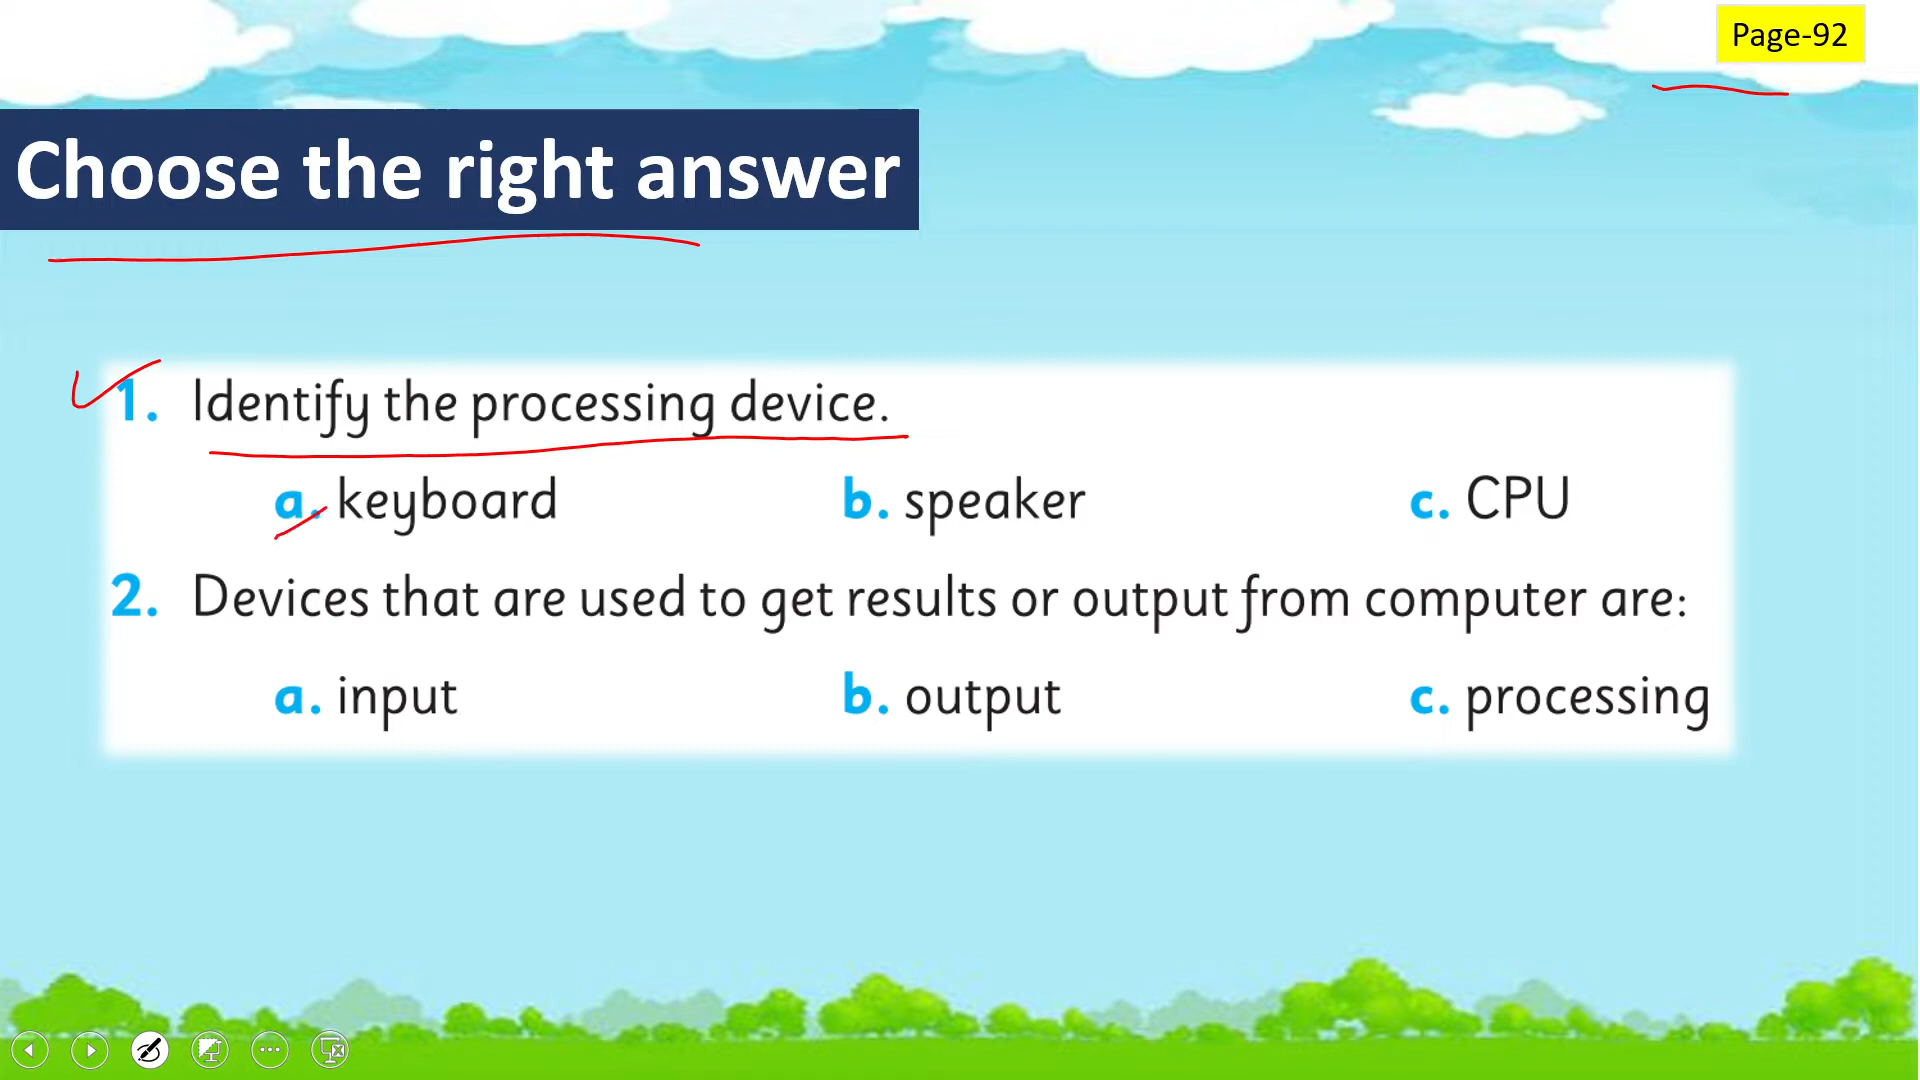 Page-92
Choose the right answer
1. Identify the processing device.
a. keyboard b. speaker c. CPU
2. Devices that are used to get results or output from computer are:
a. input b. output c. processing